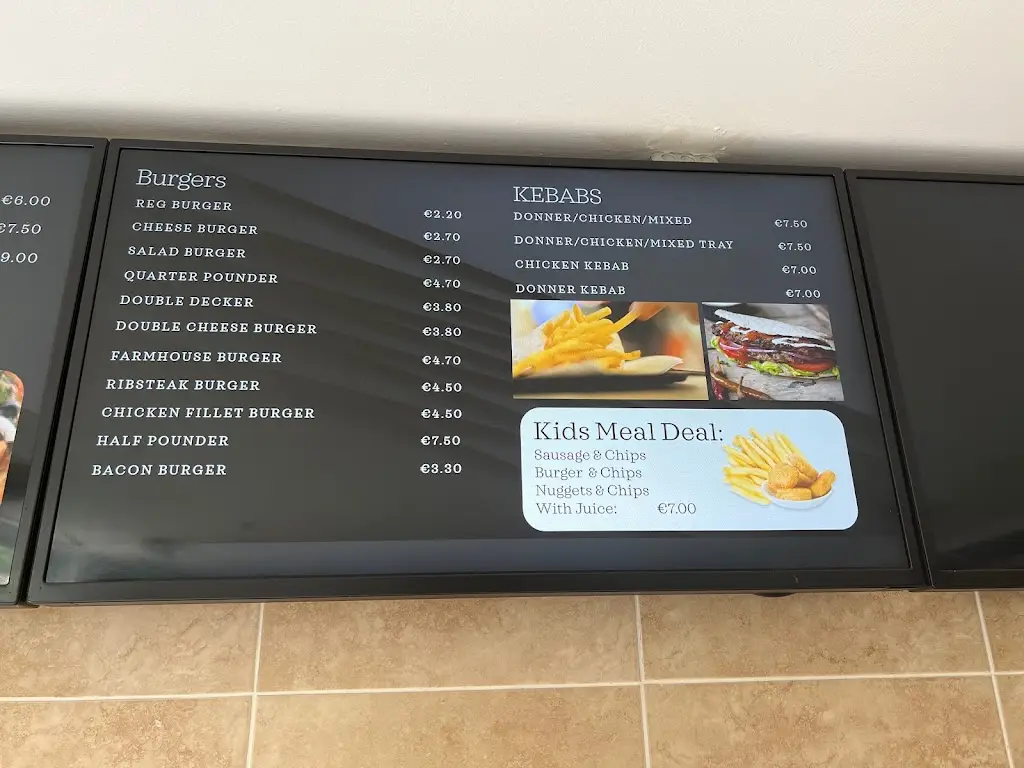 €6.00
€7.50
9.00
Burgers
REG BURGER €2.20
CHEESE BURGER €2.70
SALAD BURGER €2.70
QUARTER POUNDER €4.70
DOUBLE DECKER €3.80
DOUBLE CHEESE BURGER €3.80
FARMHOUSE BURGER €4.70
RIBSTEAK BURGER €4.50
CHICKEN FILLET BURGER €4.50
HALF POUNDER €7.50
BACON BURGER €3.30
KEBABS
DONNER/CHICKEN/MIXED €7.50
DONNER/CHICKEN/MIXED TRAY €7.50
CHICKEN KEBAB €7.00
DONNER KEBAB €7.00
Kids Meal Deal:
Sausage & Chips
Burger & Chips
Nuggets & Chips
With Juice: €7.00